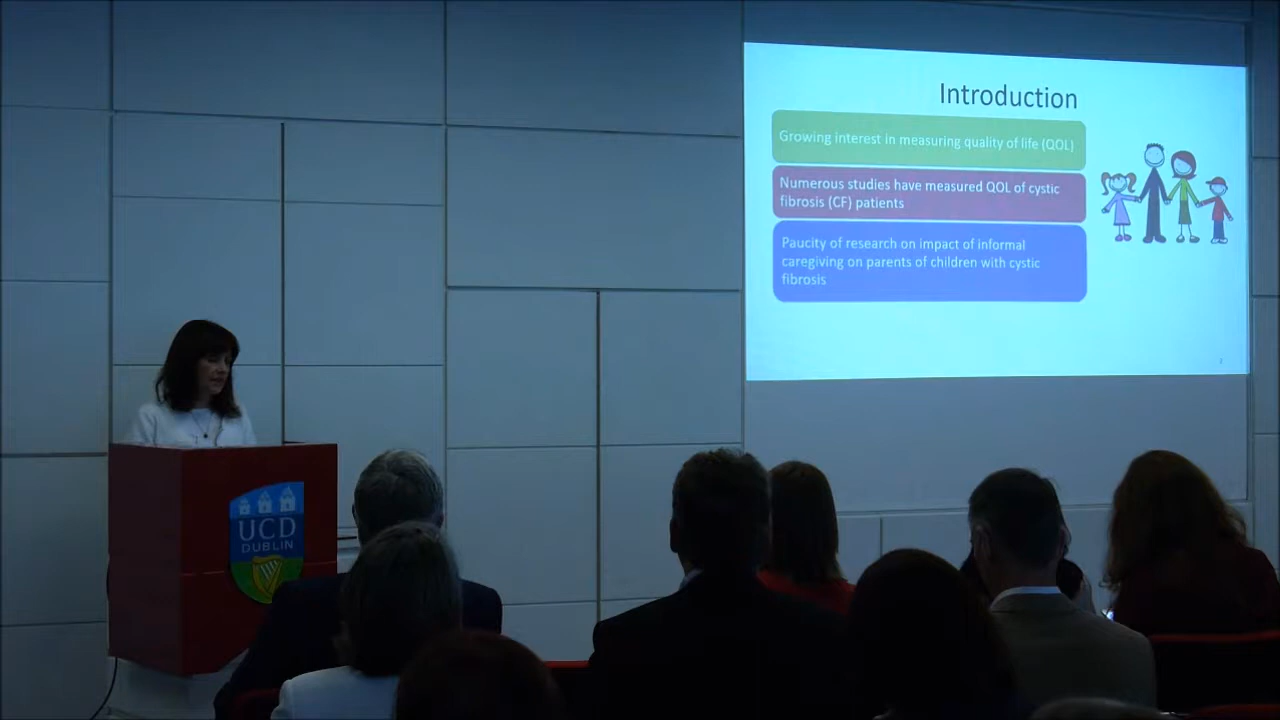 Introduction
Growing interest in measuring quality of life (QOL)
Numerous studies have measured QOL of cystic
fibrosis (CF) patients
Paucity of research on impact of informal
caregiving on parents of children with cystic
fibrosis
UCD
DUBLIN